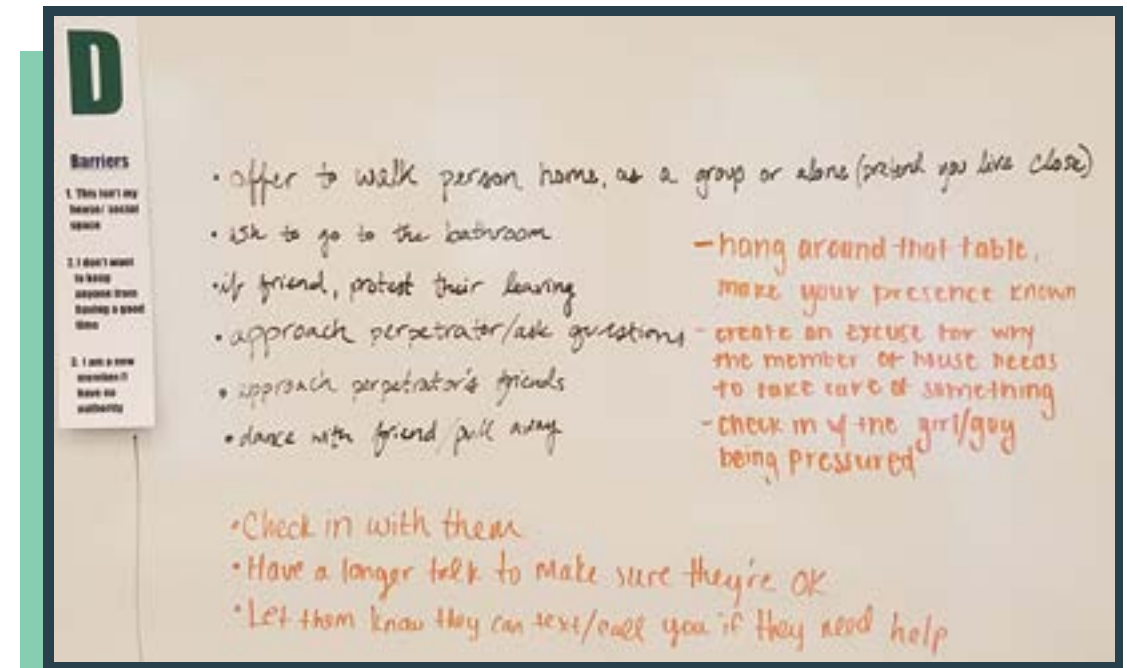 D
Barriers
1. This isn't my
house/ social
space
2. I don't want
to keep
anyone from
having a good
time
3. I am a new
member/I
have no
authority
• offer to walk person home, as a group or alone (pretend you live close)
• ask to go to the bathroom
• if friend, protest their leaving
• approach perpetrator/ask questions
• approach perpetrator's friends
• dance with friend/pull away
- hang around that table,
make your presence known
- create an excuse for why
the member of house needs
to take care of something
- check in w/ the girl/guy
being pressured
• Check in with them
• Have a longer talk to make sure they're OK
• Let them know they can text/call you if they need help